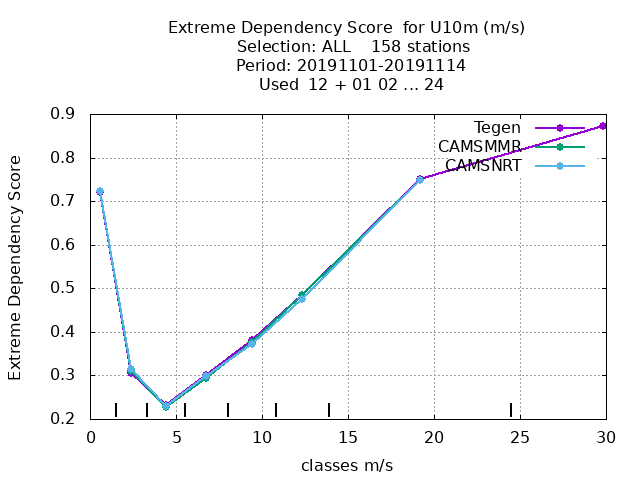 Extreme Dependency Score  for U10m (m/s)
Selection: ALL    158 stations
Period: 20191101-20191114
Used  12 + 01 02 ... 24
Extreme Dependency Score
0.9
0.8
0.7
0.6
0.5
0.4
0.3
0.2
Tegen
CAMSMMR
CAMSNRT
0 5 10 15 20 25 30
classes m/s